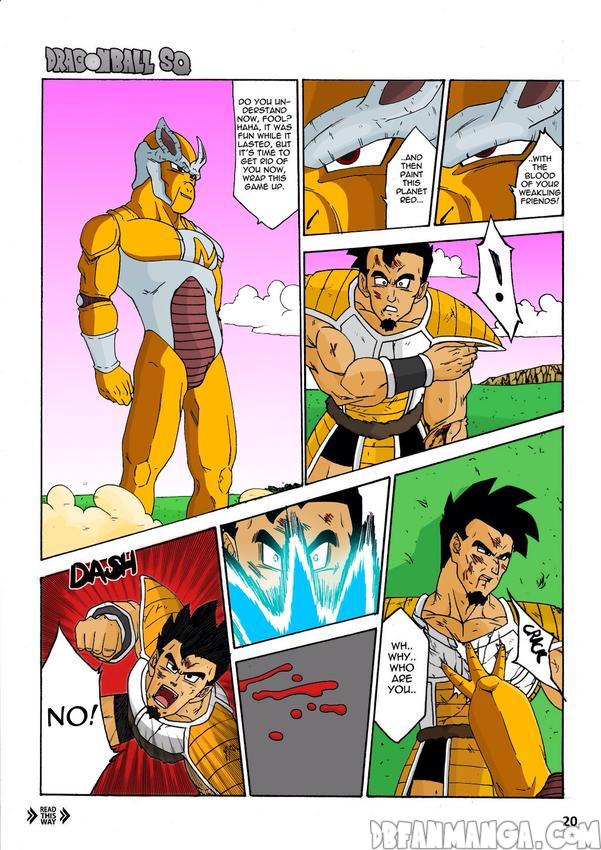 DRAGONBALL SQ
DO YOU UN-
DERSTAND
NOW, FOOL?
HAHA, IT WAS
FUN WHILE IT
LASTED, BUT
IT'S TIME TO
GET RID OF
YOU NOW,
WRAP THIS
GAME UP.
M
..AND
THEN
PAINT
THIS
PLANET
RED...
..WITH
THE
BLOOD OF
YOUR
WEAKLING
FRIENDS!
!
DASH
NO!
WH..
WHY..
WHO
ARE
YOU..
CRACK
READ
THIS
WAY
20
DBFANMANGA.COM